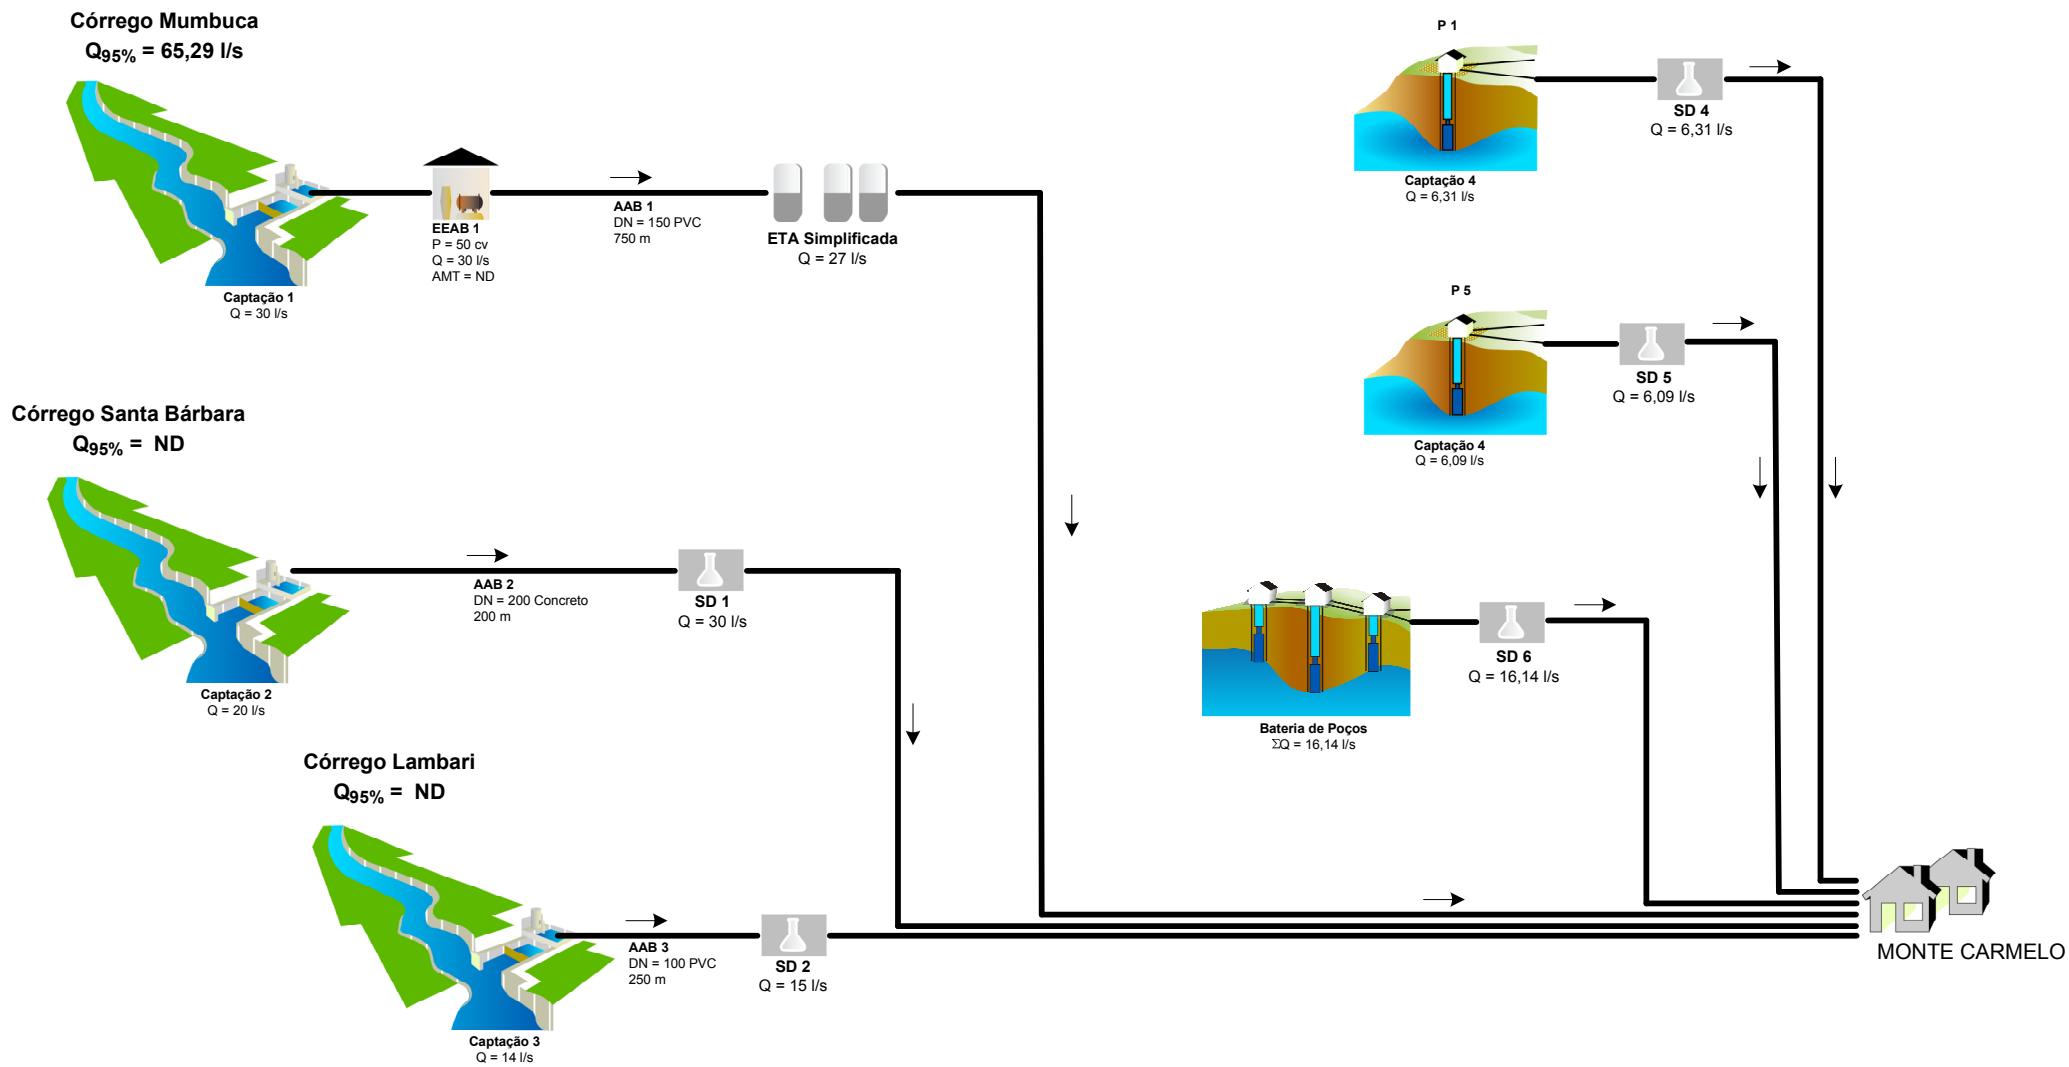 Córrego Mumbuca
Q95% = 65,29 l/s
Captação 1
Q = 30 l/s
EEAB 1
P = 50 cv
Q = 30 l/s
AMT = ND
AAB 1
DN = 150 PVC
750 m
ETA Simplificada
Q = 27 l/s
Córrego Santa Bárbara
Q95% = ND
Captação 2
Q = 20 l/s
AAB 2
DN = 200 Concreto
200 m
SD 1
Q = 30 l/s
Córrego Lambari
Q95% = ND
Captação 3
Q = 14 l/s
AAB 3
DN = 100 PVC
250 m
SD 2
Q = 15 l/s
P 1
Captação 4
Q = 6,31 l/s
SD 4
Q = 6,31 l/s
P 5
Captação 4
Q = 6,09 l/s
SD 5
Q = 6,09 l/s
Bateria de Poços
ΣQ = 16,14 l/s
SD 6
Q = 16,14 l/s
MONTE CARMELO